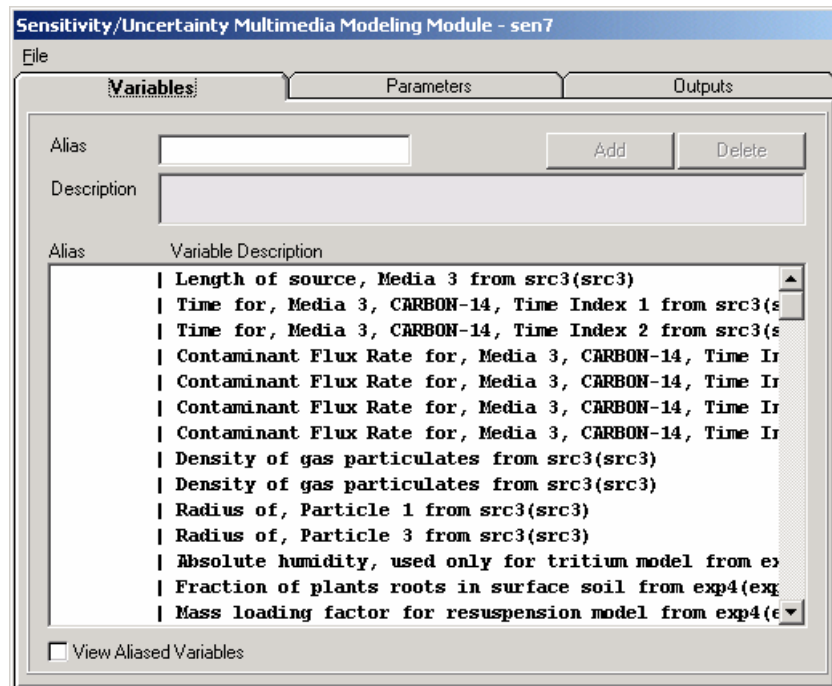 Sensitivity/Uncertainty Multimedia Modeling Module - sen7
File
Variables Parameters Outputs
Alias Add Delete
Description
Alias Variable Description
| Length of source, Media 3 from src3(src3)
| Time for, Media 3, CARBON-14, Time Index 1 from src3(s
| Time for, Media 3, CARBON-14, Time Index 2 from src3(s
| Contaminant Flux Rate for, Media 3, CARBON-14, Time In
| Contaminant Flux Rate for, Media 3, CARBON-14, Time In
| Contaminant Flux Rate for, Media 3, CARBON-14, Time In
| Contaminant Flux Rate for, Media 3, CARBON-14, Time In
| Density of gas particulates from src3(src3)
| Density of gas particulates from src3(src3)
| Radius of, Particle 1 from src3(src3)
| Radius of, Particle 3 from src3(src3)
| Absolute humidity, used only for tritium model from ex
| Fraction of plants roots in surface soil from exp4(exp
| Mass loading factor for resuspension model from exp4(e
View Aliased Variables